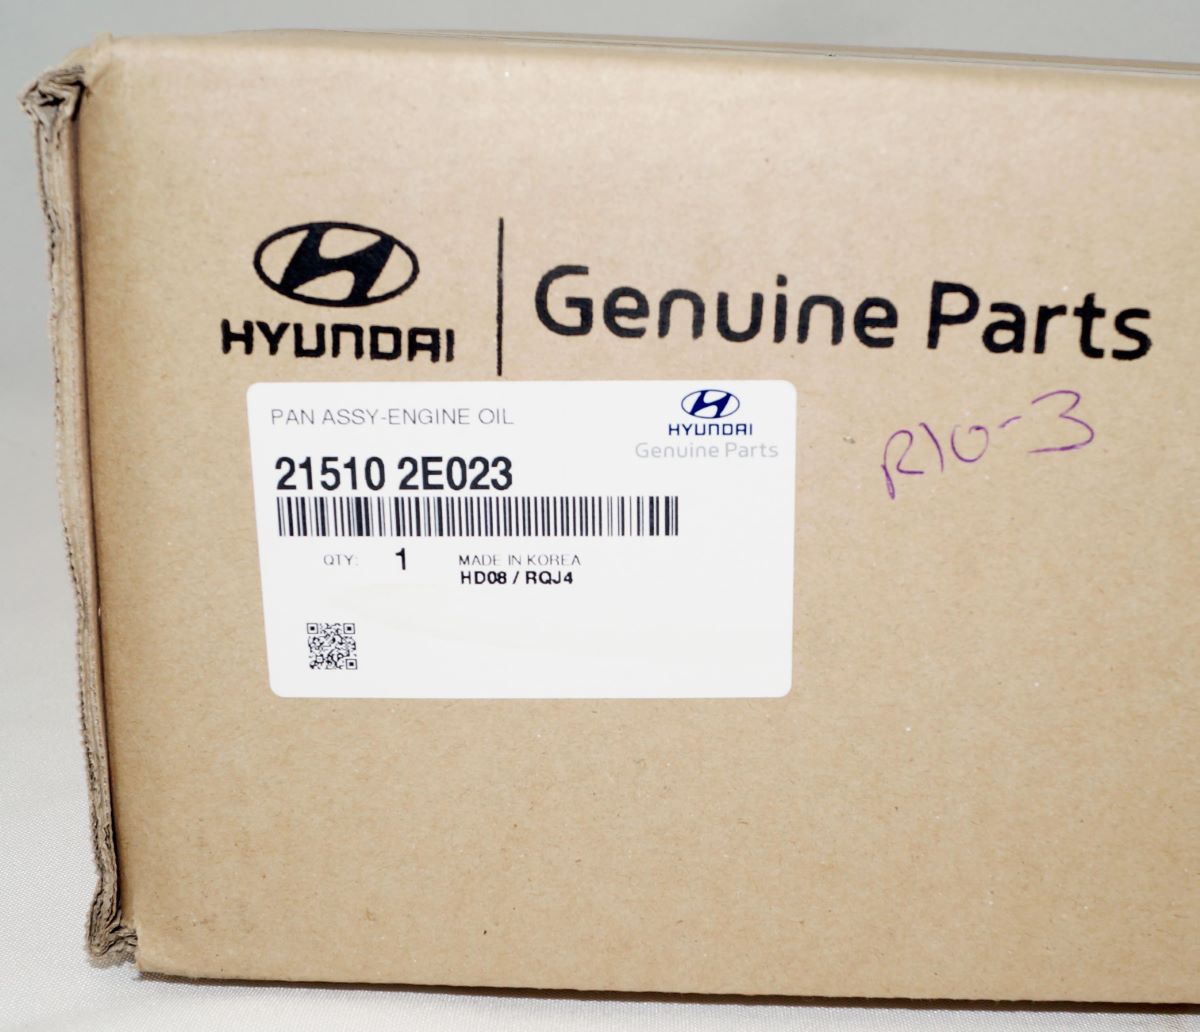 HYUNDAI
Genuine Parts
PAN ASSY-ENGINE OIL
HYUNDAI
Genuine Parts
21510 2E023
QTY: 1 MADE IN KOREA
HD08 / RQJ4
R10-3